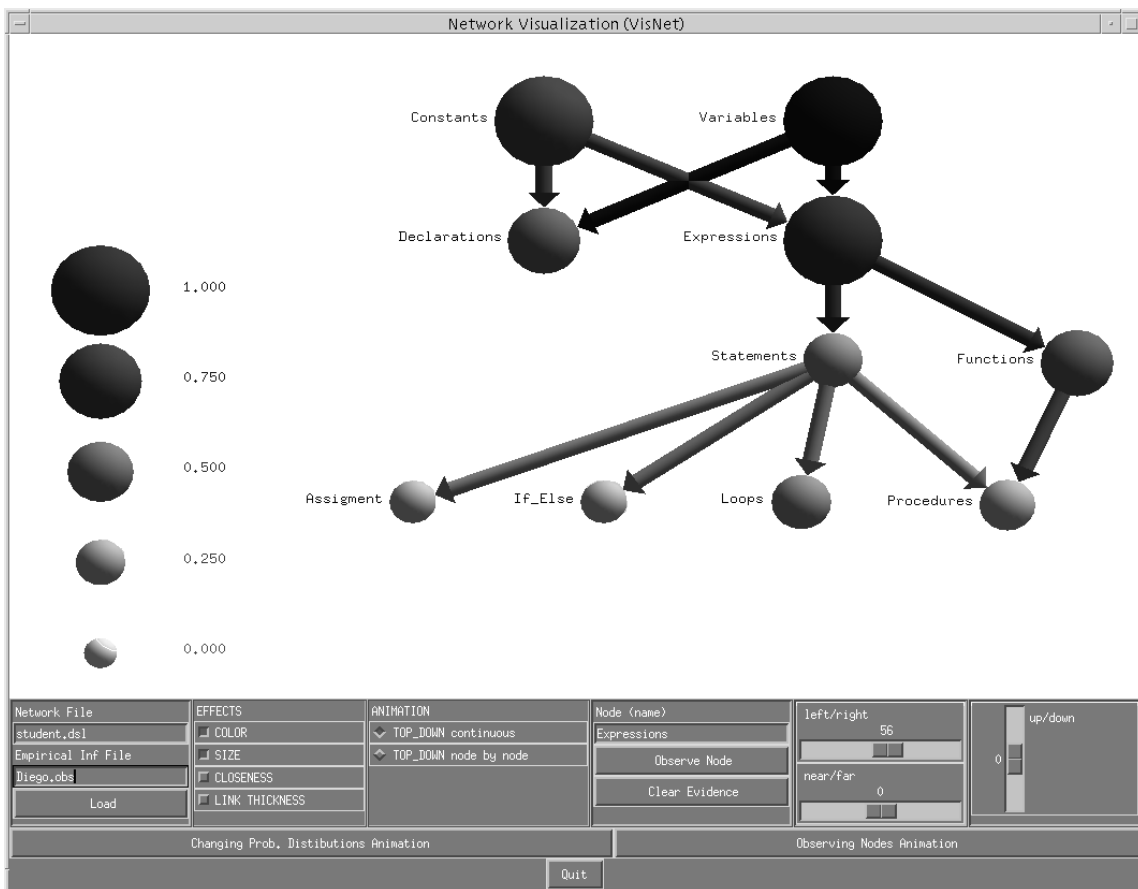 Network Visualization (VisNet)
Constants
Variables
Declarations
Expressions
1.000
Statements
Functions
0.750
0.500
Assigment
If_Else
Loops
Procedures
0.250
0.000
Network File
student.dsl
Empirical Inf File
Diego.obs
Load
EFFECTS
COLOR
SIZE
CLOSENESS
LINK THICKNESS
ANIMATION
TOP_DOWN continuous
TOP_DOWN node by node
Node (name)
Expressions
Observe Node
Clear Evidence
left/right
56
near/far
0
up/down
0
Changing Prob. Distibutions Animation
Observing Nodes Animation
Quit